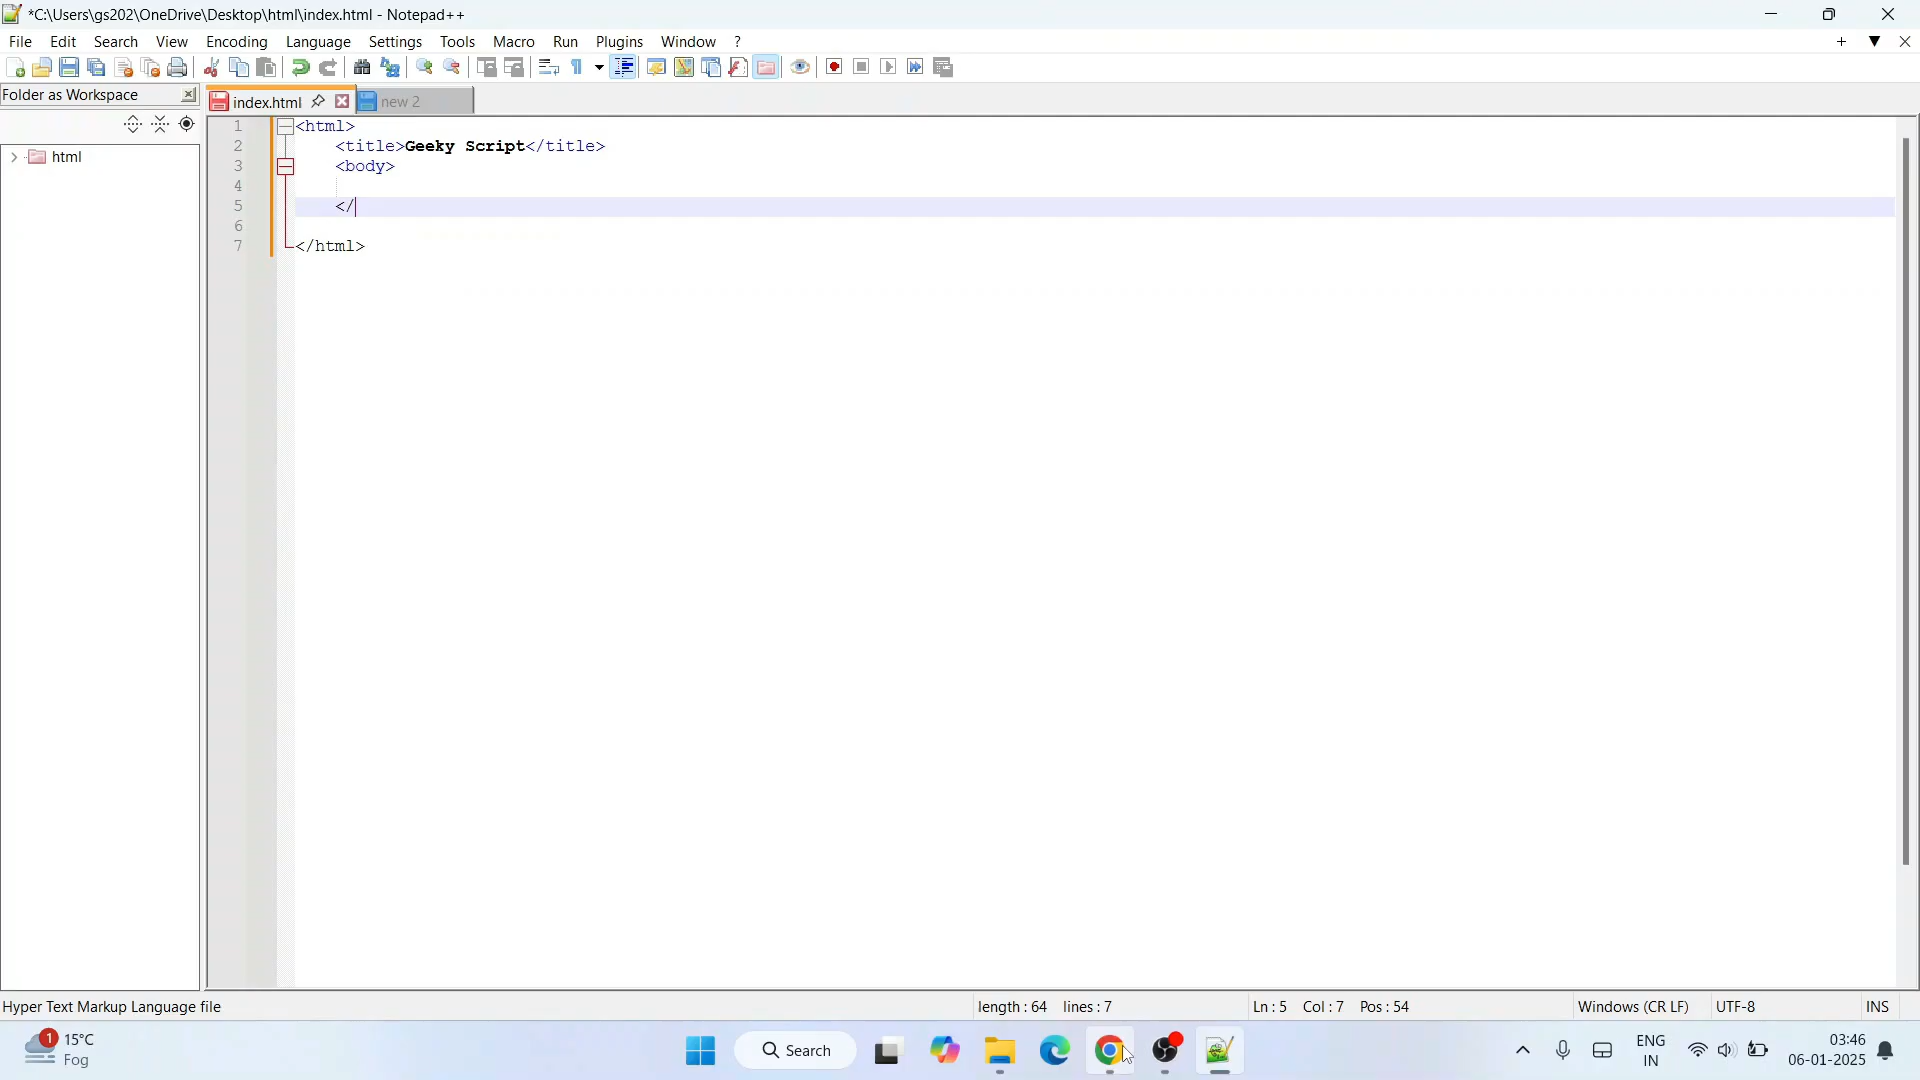 *C:\Users\gs202\OneDrive\Desktop\html\index.html - Notepad++
File Edit Search View Encoding Language Settings Tools Macro Run Plugins Window ?
Folder as Workspace
index.html
new 2
html
1 <html>
2 <title>Geeky Script</title>
3 <body>
4
5 </
6
7 </html>
Hyper Text Markup Language file
length : 64 lines : 7
Ln : 5 Col : 7 Pos : 54
Windows (CR LF)
UTF-8
INS
1
15°C
Fog
Search
ENG
IN
03:46
06-01-2025